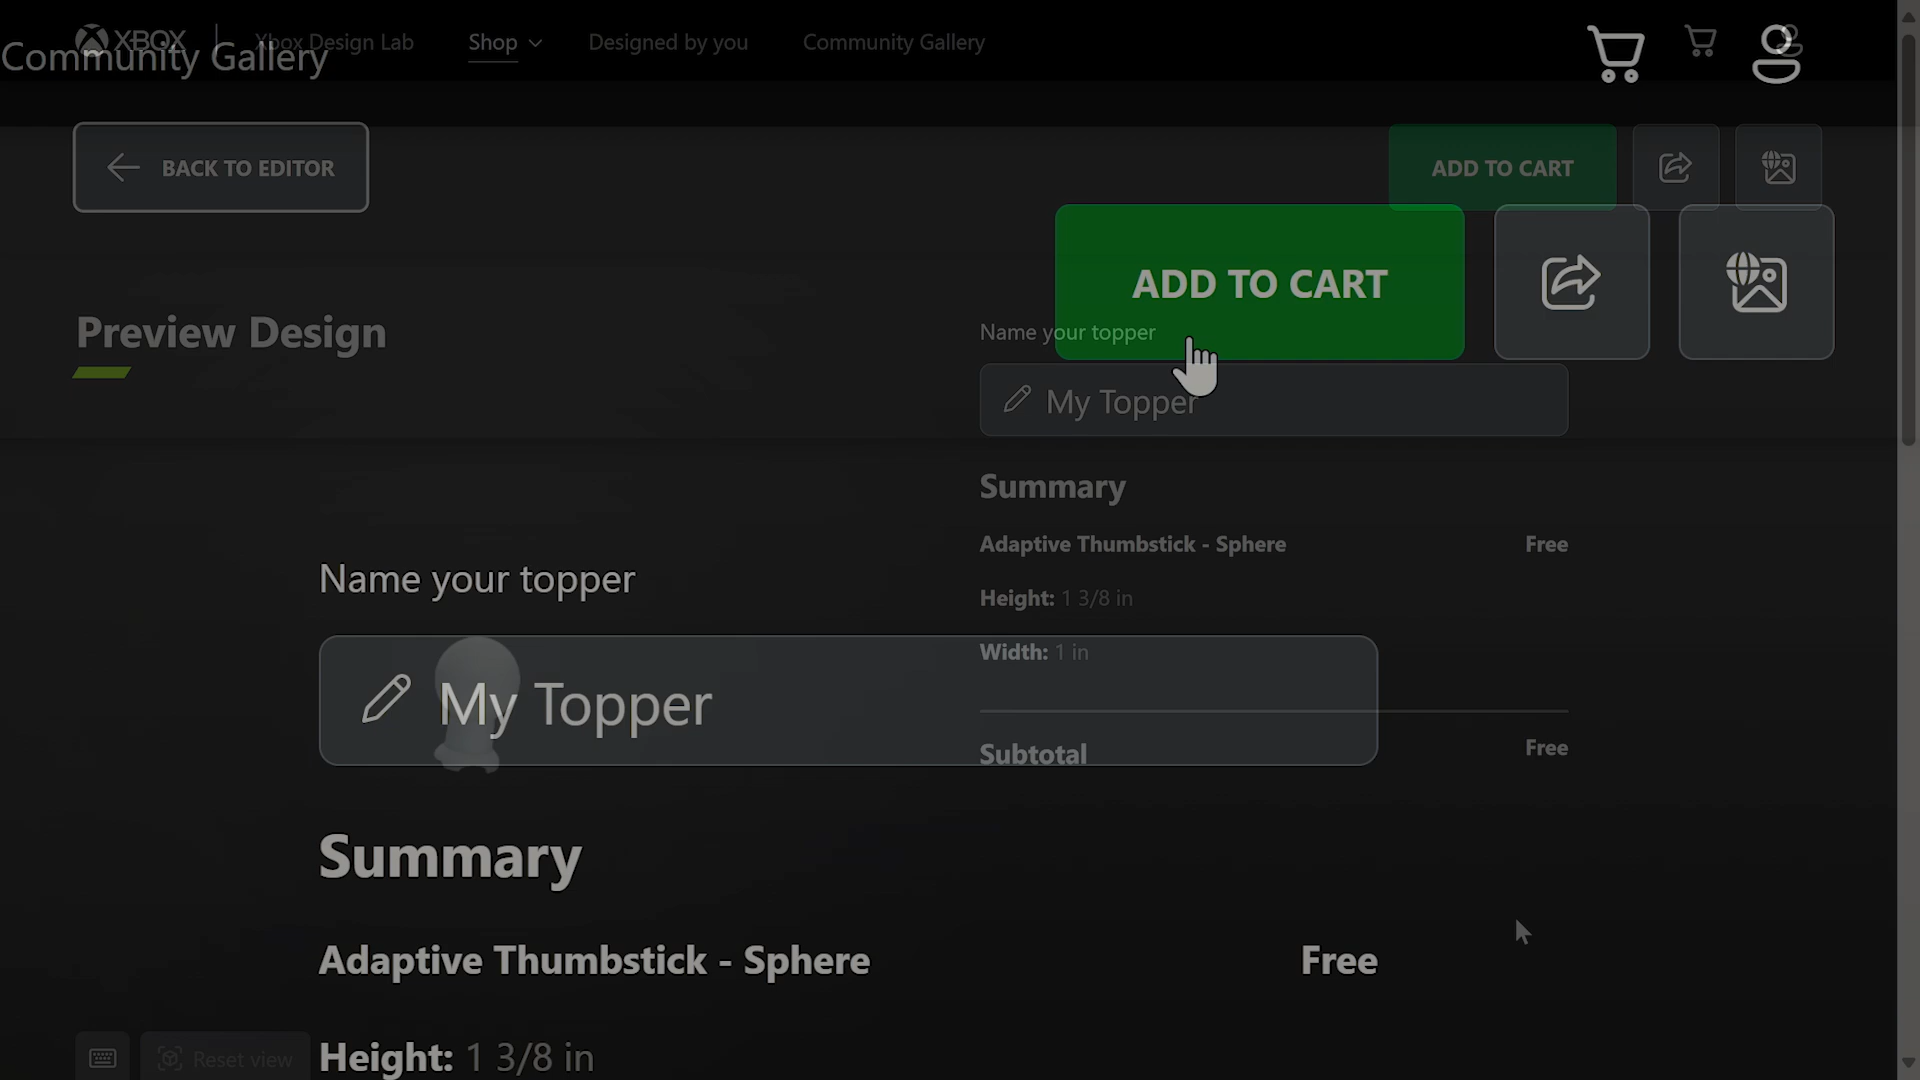 XBOX
Xbox Design Lab
Shop
Designed by you
Community Gallery
Community Gallery
BACK TO EDITOR
ADD TO CART
ADD TO CART
Preview Design
Name your topper
My Topper
Summary
Adaptive Thumbstick - Sphere Free
Height: 1 3/8 in
Width: 1 in
Subtotal Free
Name your topper
My Topper
Summary
Adaptive Thumbstick - Sphere Free
Height: 1 3/8 in
Reset view